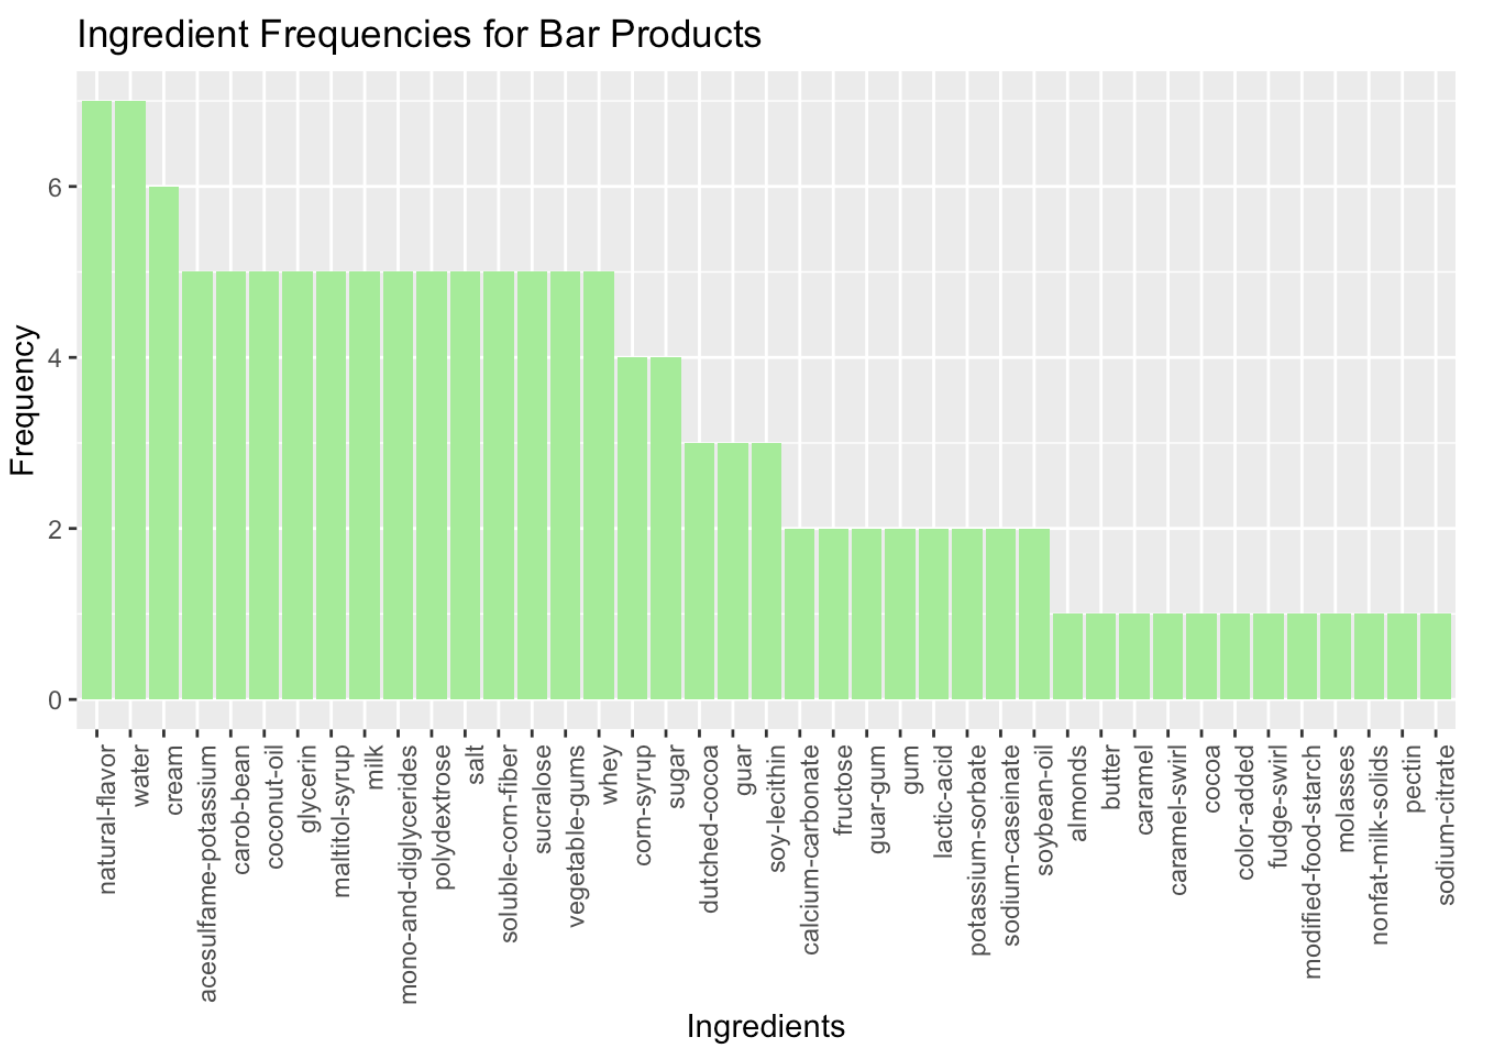 Ingredient Frequencies for Bar Products
Frequency
6
4
2
0
natural-flavor
water
cream
acesulfame-potassium
carob-bean
coconut-oil
glycerin
maltitol-syrup
milk
mono-and-diglycerides
polydextrose
salt
soluble-corn-fiber
sucralose
vegetable-gums
whey
corn-syrup
sugar
dutched-cocoa
guar
soy-lecithin
calcium-carbonate
fructose
guar-gum
gum
lactic-acid
potassium-sorbate
sodium-caseinate
soybean-oil
almonds
butter
caramel
caramel-swirl
cocoa
color-added
fudge-swirl
modified-food-starch
molasses
nonfat-milk-solids
pectin
sodium-citrate
Ingredients